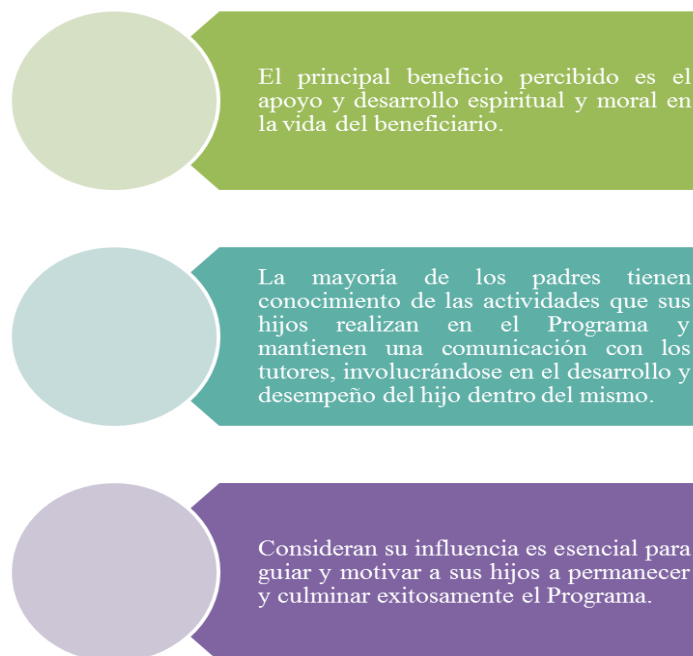 El principal beneficio percibido es el
apoyo y desarrollo espiritual y moral en
la vida del beneficiario.
La mayoría de los padres tienen
conocimiento de las actividades que sus
hijos realizan en el Programa y
mantienen una comunicación con los
tutores, involucrándose en el desarrollo y
desempeño del hijo dentro del mismo.
Consideran su influencia es esencial para
guiar y motivar a sus hijos a permanecer
y culminar exitosamente el Programa.